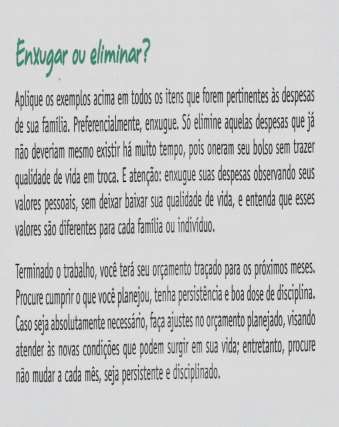 Enxugar ou eliminar?
Aplique os exemplos acima em todos os itens que forem pertinentes às despesas
de sua família. Preferencialmente, enxugue. Só elimine aquelas despesas que já
não deveriam mesmo existir há muito tempo, pois oneram seu bolso sem trazer
qualidade de vida em troca. E atenção: enxugue suas despesas observando seus
valores pessoais, sem deixar baixar sua qualidade de vida, e entenda que esses
valores são diferentes para cada família ou indivíduo.
Terminado o trabalho, você terá seu orçamento traçado para os próximos meses.
Procure cumprir o que você planejou, tenha persistência e boa dose de disciplina.
Caso seja absolutamente necessário, faça ajustes no orçamento planejado, visando
atender às novas condições que podem surgir em sua vida; entretanto, procure
não mudar a cada mês, seja persistente e disciplinado.